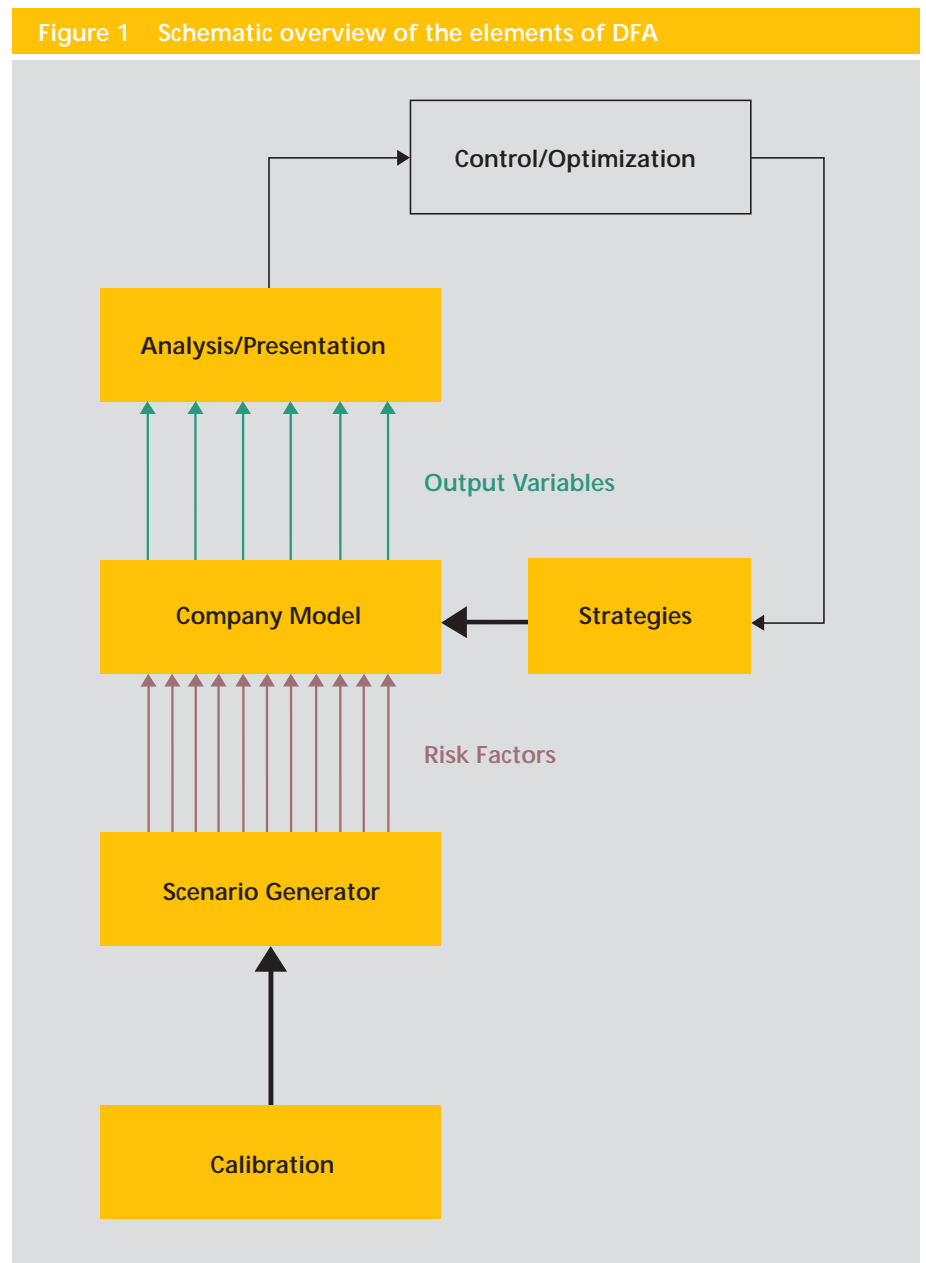 Figure 1 Schematic overview of the elements of DFA
Control/Optimization
Analysis/Presentation
Output Variables
Company Model
Strategies
Risk Factors
Scenario Generator
Calibration